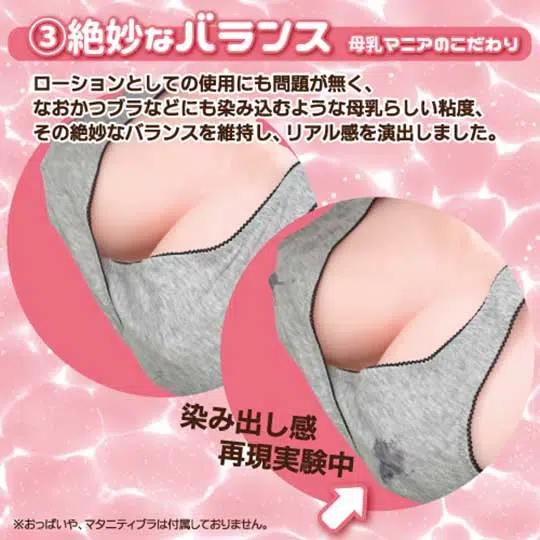 ③絶妙なバランス 母乳マニアのこだわり
ローションとしての使用にも問題が無く、
なおかつブラなどにも染み込むような母乳らしい粘度、
その絶妙なバランスを維持し、リアル感を演出しました。
染み出し感
再現実験中
※おっぱいや、マタニティブラは付属しておりません。